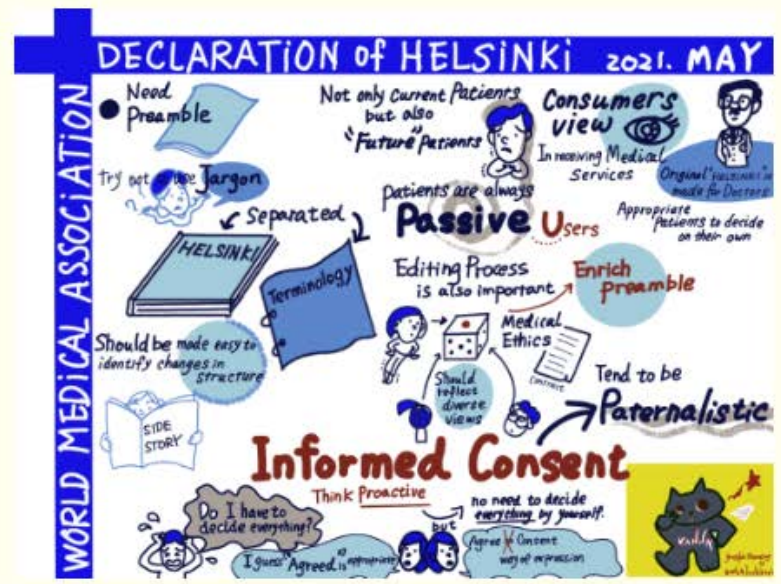 DECLARATION of HELSINKI 2021. MAY
WORLD MEDICAL ASSOCIATION
Need
Preamble
Not only Current Patients
but also
"Future" Patients
Consumers
view
In receiving Medical
Services
Original "HELSINKI" is
made for Doctors
Appropriate
Patients to decide
on their own
Try not to use Jargon
Separated
HELSINKI
Terminology
Patients are always
Passive Users
Editing Process
is also important
Enrich
preamble
Medical
Ethics
CONTRACT
Should
reflect
diverse
views
Should be made easy to
identify changes in
structure
SIDE
STORY
Tend to be
Paternalistic
Informed Consent
Think Proactive
Do I have to
decide everything?
I guess "Agreed" is appropriate
but
no need to decide
everything by yourself.
Agree Consent
way of expression